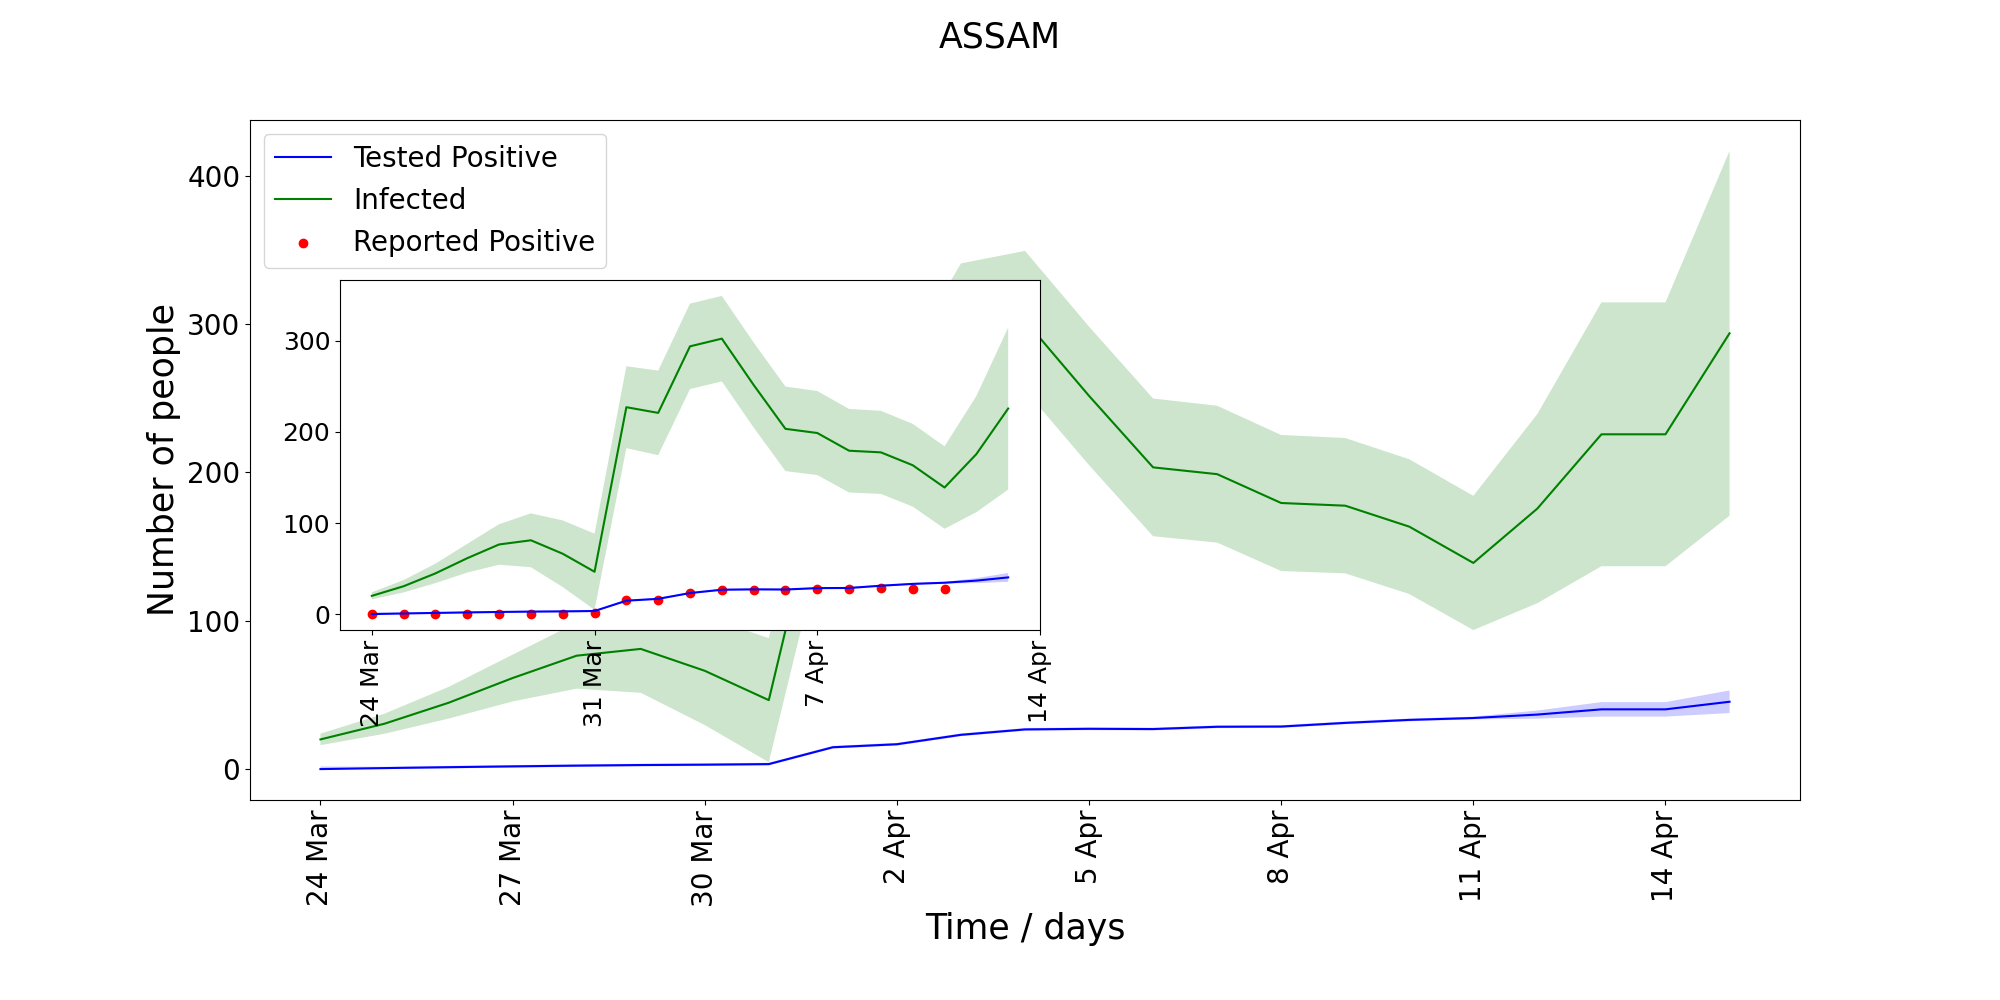 ASSAM
Tested Positive
Infected
Reported Positive
Number of people
400
300
200
100
0
300
200
100
0
24 Mar
31 Mar
7 Apr
14 Apr
24 Mar
27 Mar
30 Mar
2 Apr
5 Apr
8 Apr
11 Apr
14 Apr
Time / days